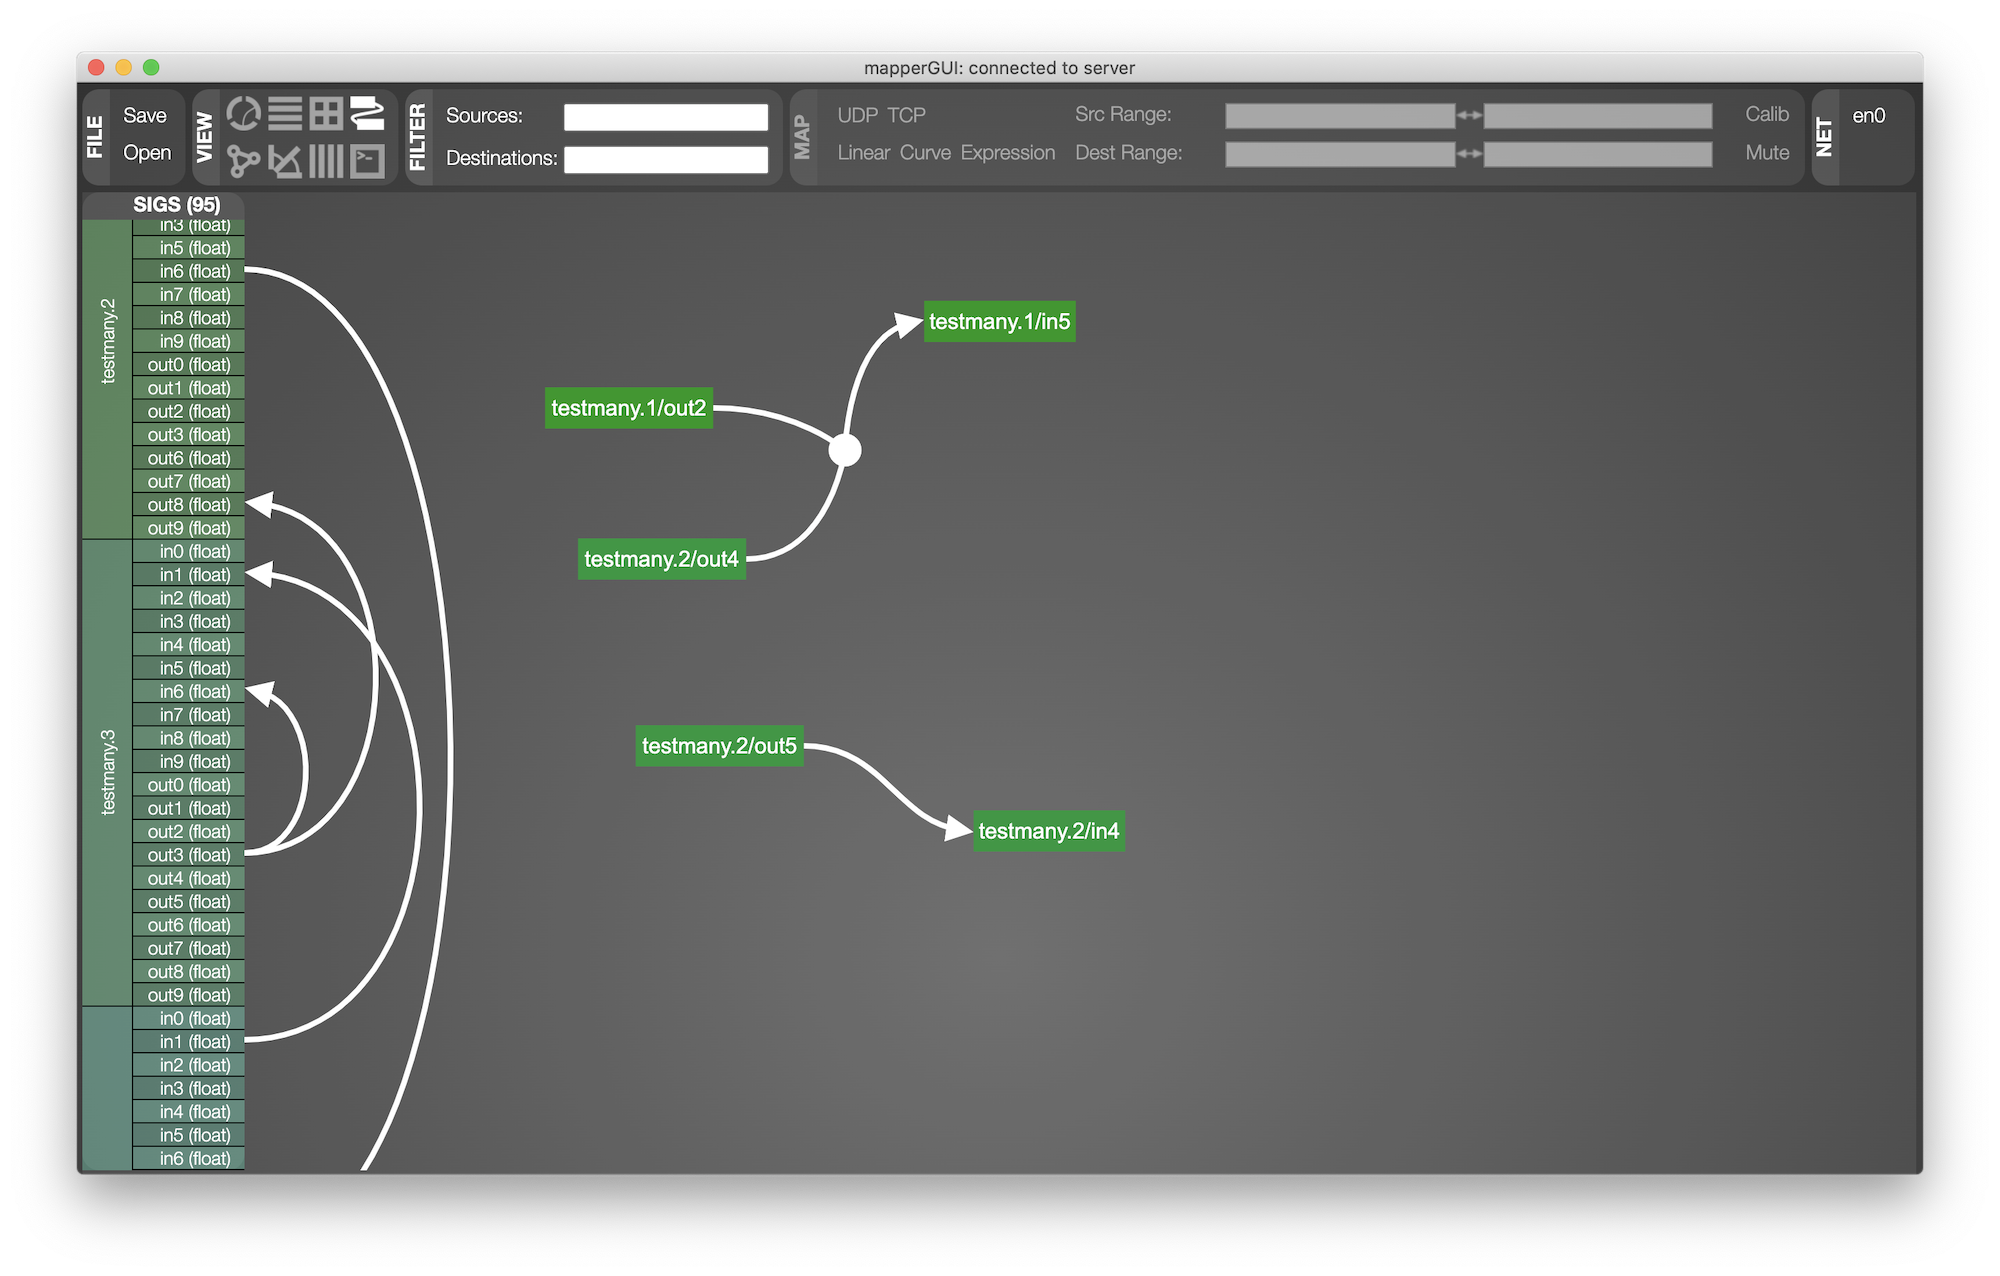 mapperGUI: connected to server
FILE
Save
Open
VIEW
FILTER
Sources:
Destinations:
MAP
UDP TCP
Linear Curve Expression
Src Range:
Dest Range:
Calib
Mute
NET
en0
SIGS (95)
testmany.2
in3 (float)
in5 (float)
in6 (float)
in7 (float)
in8 (float)
in9 (float)
out0 (float)
out1 (float)
out2 (float)
out3 (float)
out6 (float)
out7 (float)
out8 (float)
out9 (float)
testmany.3
in0 (float)
in1 (float)
in2 (float)
in3 (float)
in4 (float)
in5 (float)
in6 (float)
in7 (float)
in8 (float)
in9 (float)
out0 (float)
out1 (float)
out2 (float)
out3 (float)
out4 (float)
out5 (float)
out6 (float)
out7 (float)
out8 (float)
out9 (float)
in0 (float)
in1 (float)
in2 (float)
in3 (float)
in4 (float)
in5 (float)
in6 (float)
testmany.1/in5
testmany.1/out2
testmany.2/out4
testmany.2/out5
testmany.2/in4